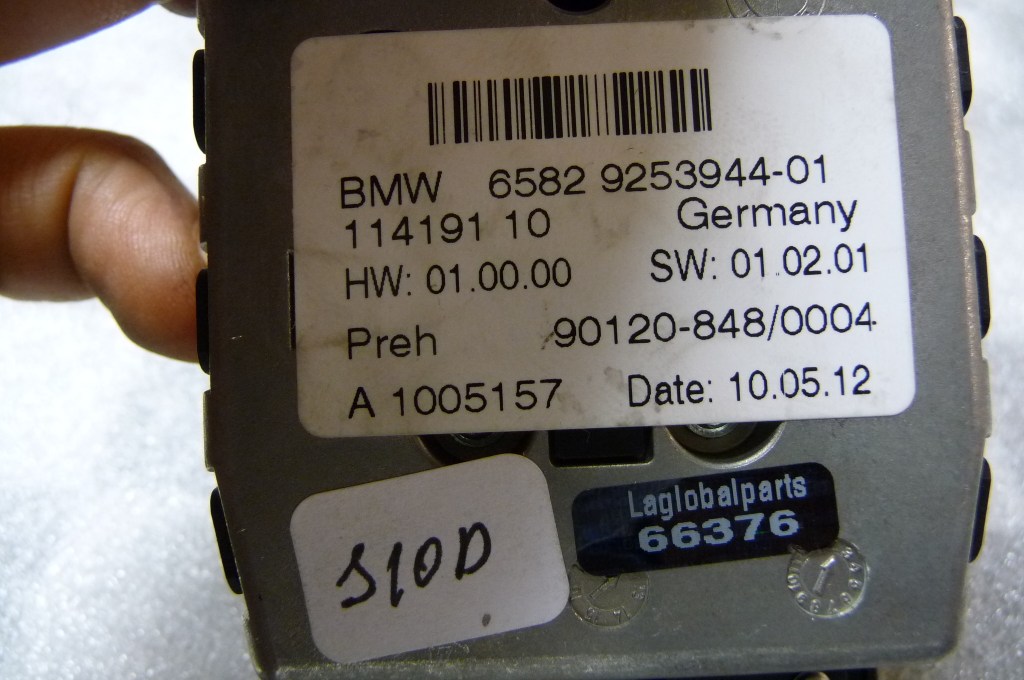 BMW 6582 9253944-01
114191 10 Germany
HW: 01.00.00 SW: 01.02.01
Preh 90120-848/0004
A 1005157 Date: 10.05.12
Laglobalparts
66376
S10D